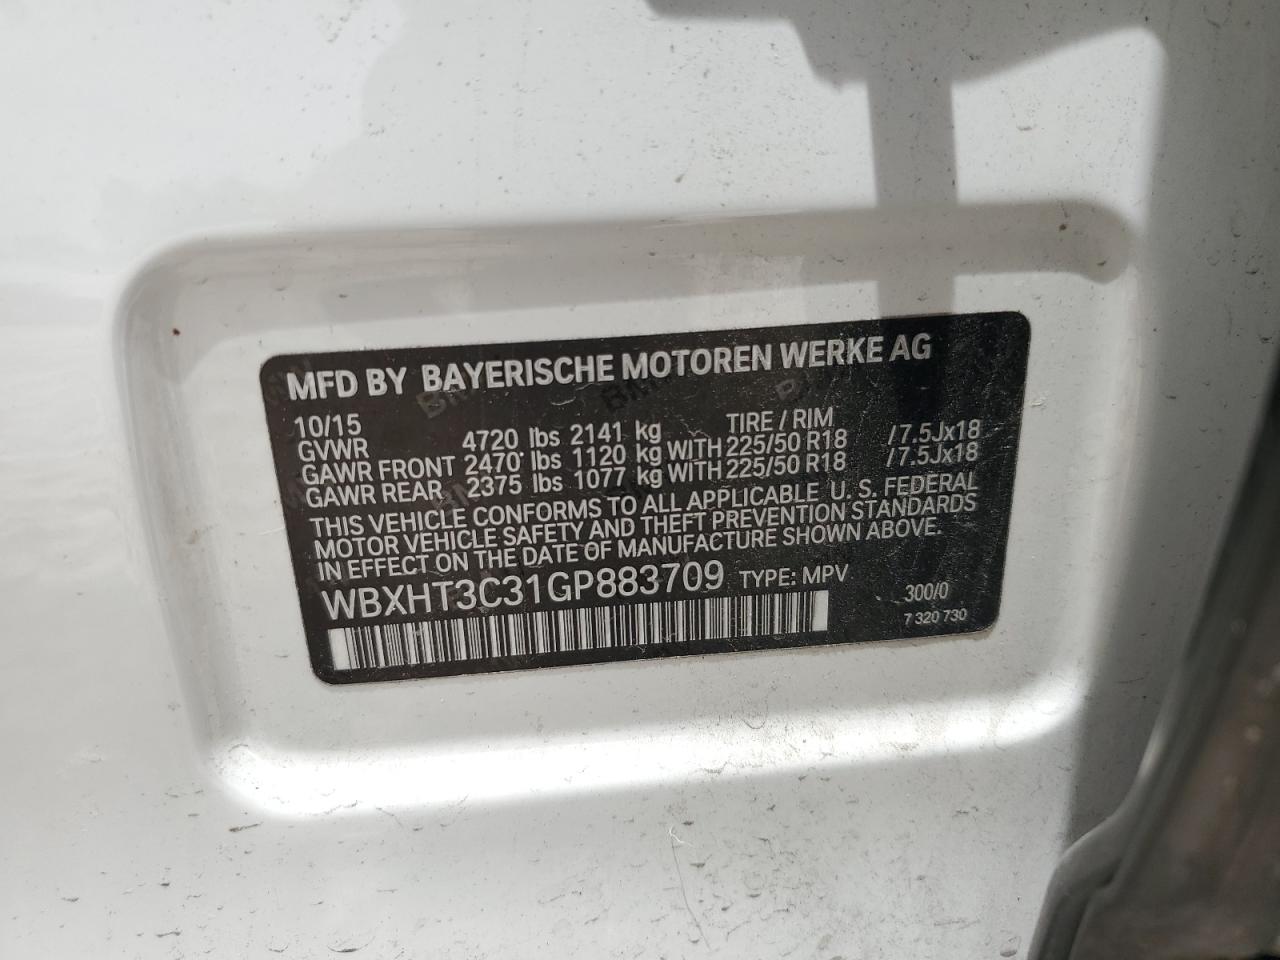 MFD BY BAYERISCHE MOTOREN WERKE AG
10/15 TIRE / RIM
GVWR 4720 lbs 2141 kg
GAWR FRONT 2470 lbs 1120 kg WITH 225/50 R18 /7.5Jx18
GAWR REAR 2375 lbs 1077 kg WITH 225/50 R18 /7.5Jx18
THIS VEHICLE CONFORMS TO ALL APPLICABLE U. S. FEDERAL
MOTOR VEHICLE SAFETY AND THEFT PREVENTION STANDARDS
IN EFFECT ON THE DATE OF MANUFACTURE SHOWN ABOVE.
WBXHT3C31GP883709 TYPE: MPV
300/0
7 320 730